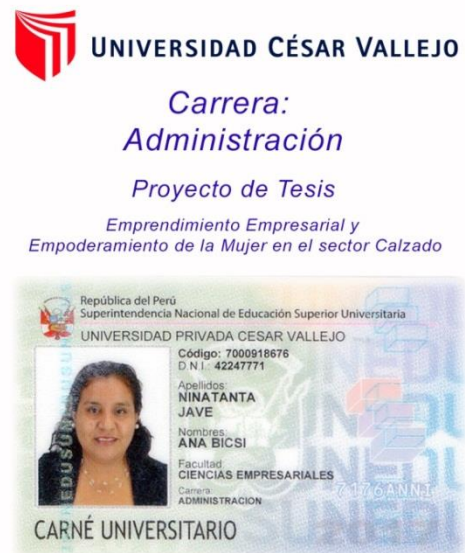 UNIVERSIDAD CÉSAR VALLEJO
Carrera:
Administración
Proyecto de Tesis
Emprendimiento Empresarial y
Empoderamiento de la Mujer en el sector Calzado
República del Perú
Superintendencia Nacional de Educación Superior Universitaria
UNIVERSIDAD PRIVADA CESAR VALLEJO
Código: 7000918676
D.N.I. 42247771
Apellidos:
NINATANTA
JAVE
Nombres:
ANA BICSI
Facultad:
CIENCIAS EMPRESARIALES
Carrera:
ADMINISTRACION
7176ANNI
CARNÉ UNIVERSITARIO